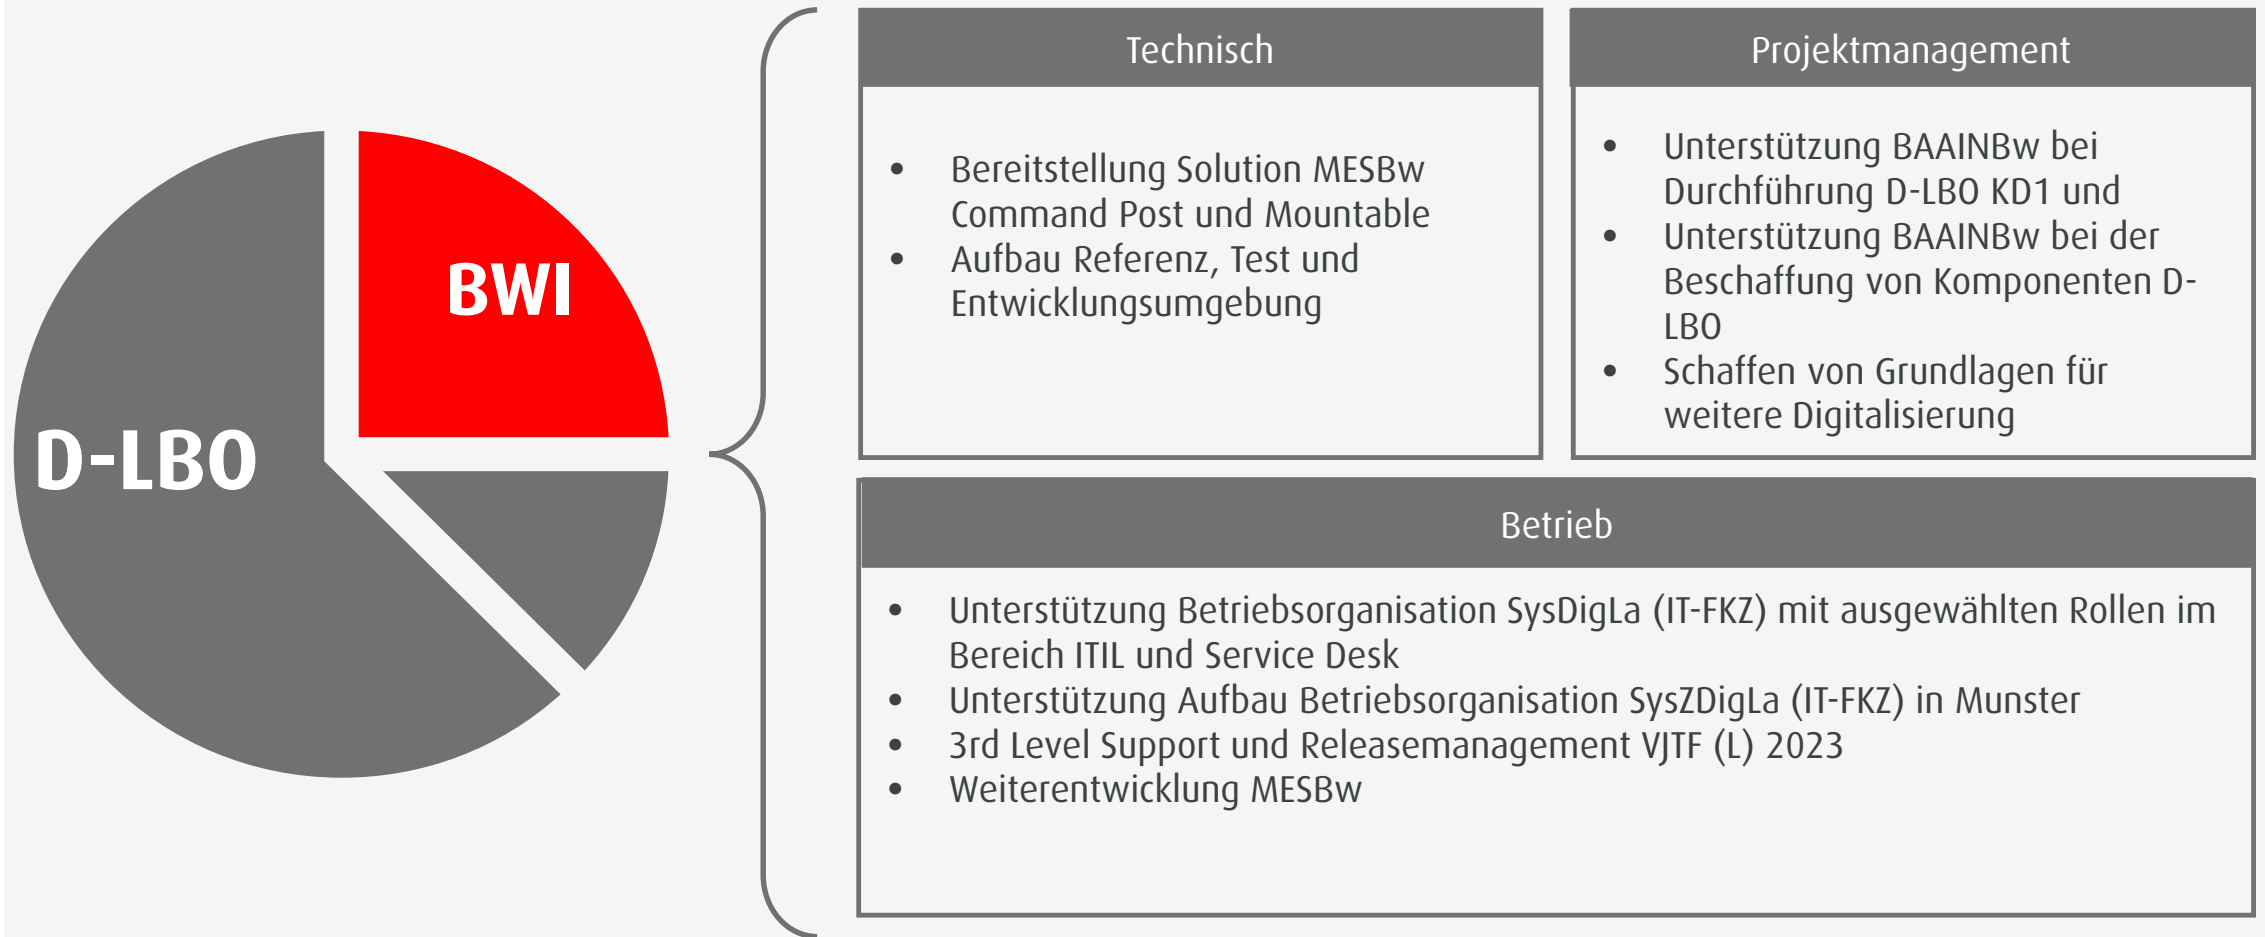 D-LBO
BWI
Technisch
• Bereitstellung Solution MESBw
Command Post und Mountable
• Aufbau Referenz, Test und
Entwicklungsumgebung
Projektmanagement
• Unterstützung BAAINBw bei
Durchführung D-LBO KD1 und
• Unterstützung BAAINBw bei der
Beschaffung von Komponenten D-
LBO
• Schaffen von Grundlagen für
weitere Digitalisierung
Betrieb
• Unterstützung Betriebsorganisation SysDigLa (IT-FKZ) mit ausgewählten Rollen im
Bereich ITIL und Service Desk
• Unterstützung Aufbau Betriebsorganisation SysZDigLa (IT-FKZ) in Munster
• 3rd Level Support und Releasemanagement VJTF (L) 2023
• Weiterentwicklung MESBw